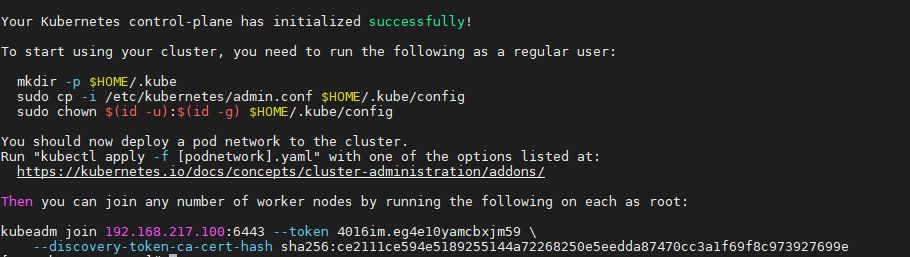 Your Kubernetes control-plane has initialized successfully!
To start using your cluster, you need to run the following as a regular user:
mkdir -p $HOME/.kube
sudo cp -i /etc/kubernetes/admin.conf $HOME/.kube/config
sudo chown $(id -u):$(id -g) $HOME/.kube/config
You should now deploy a pod network to the cluster.
Run "kubectl apply -f [podnetwork].yaml" with one of the options listed at:
https://kubernetes.io/docs/concepts/cluster-administration/addons/
Then you can join any number of worker nodes by running the following on each as root:
kubeadm join 192.168.217.100:6443 --token 4016im.eg4e10yamcbxjm59 \
--discovery-token-ca-cert-hash sha256:ce2111ce594e5189255144a72268250e5eedda87470cc3a1f69f8c973927699e